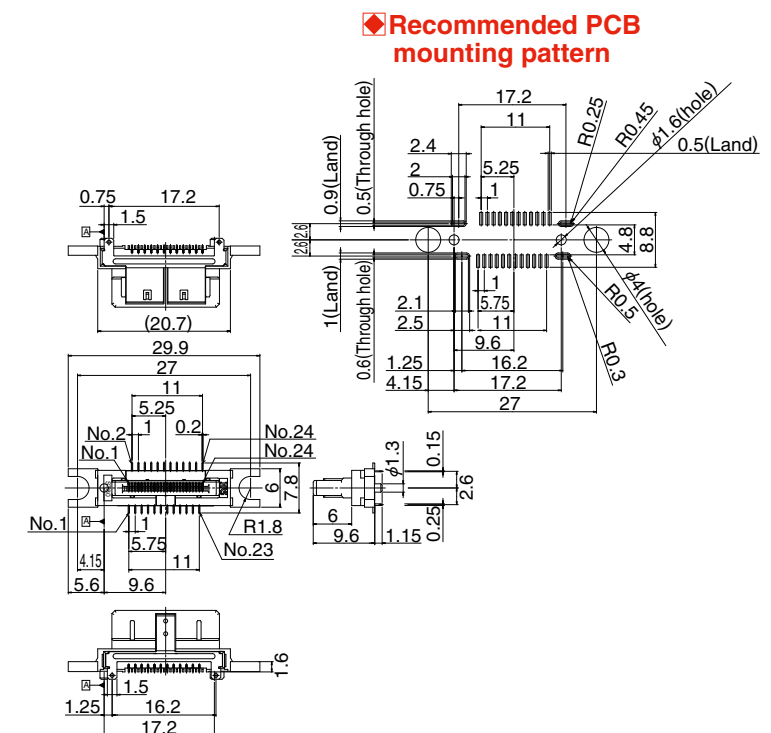 ◆Recommended PCB
mounting pattern
17.2
11
2.4
5.25
2
0.75
1
0.9(Land)
0.5(Through hole)
R0.25
R0.45
φ1.6(hole)
0.5(Land)
2.6
2.6
4.8
8.8
1(Land)
0.6(Through hole)
1
2.1
5.75
2.5
11
9.6
1.25
16.2
4.15
17.2
27
φ4(hole)
R0.5
R0.3
0.75
17.2
1.5
A
(20.7)
29.9
27
11
5.25
No.2
1
0.2
No.24
No.1
No.24
6
7.8
No.1
A
1
R1.8
5.75
No.23
4.15
11
5.6
9.6
φ1.3
0.15
2.6
0.25
6
9.6
1.15
1.6
A
1.5
1.25
16.2
17.2